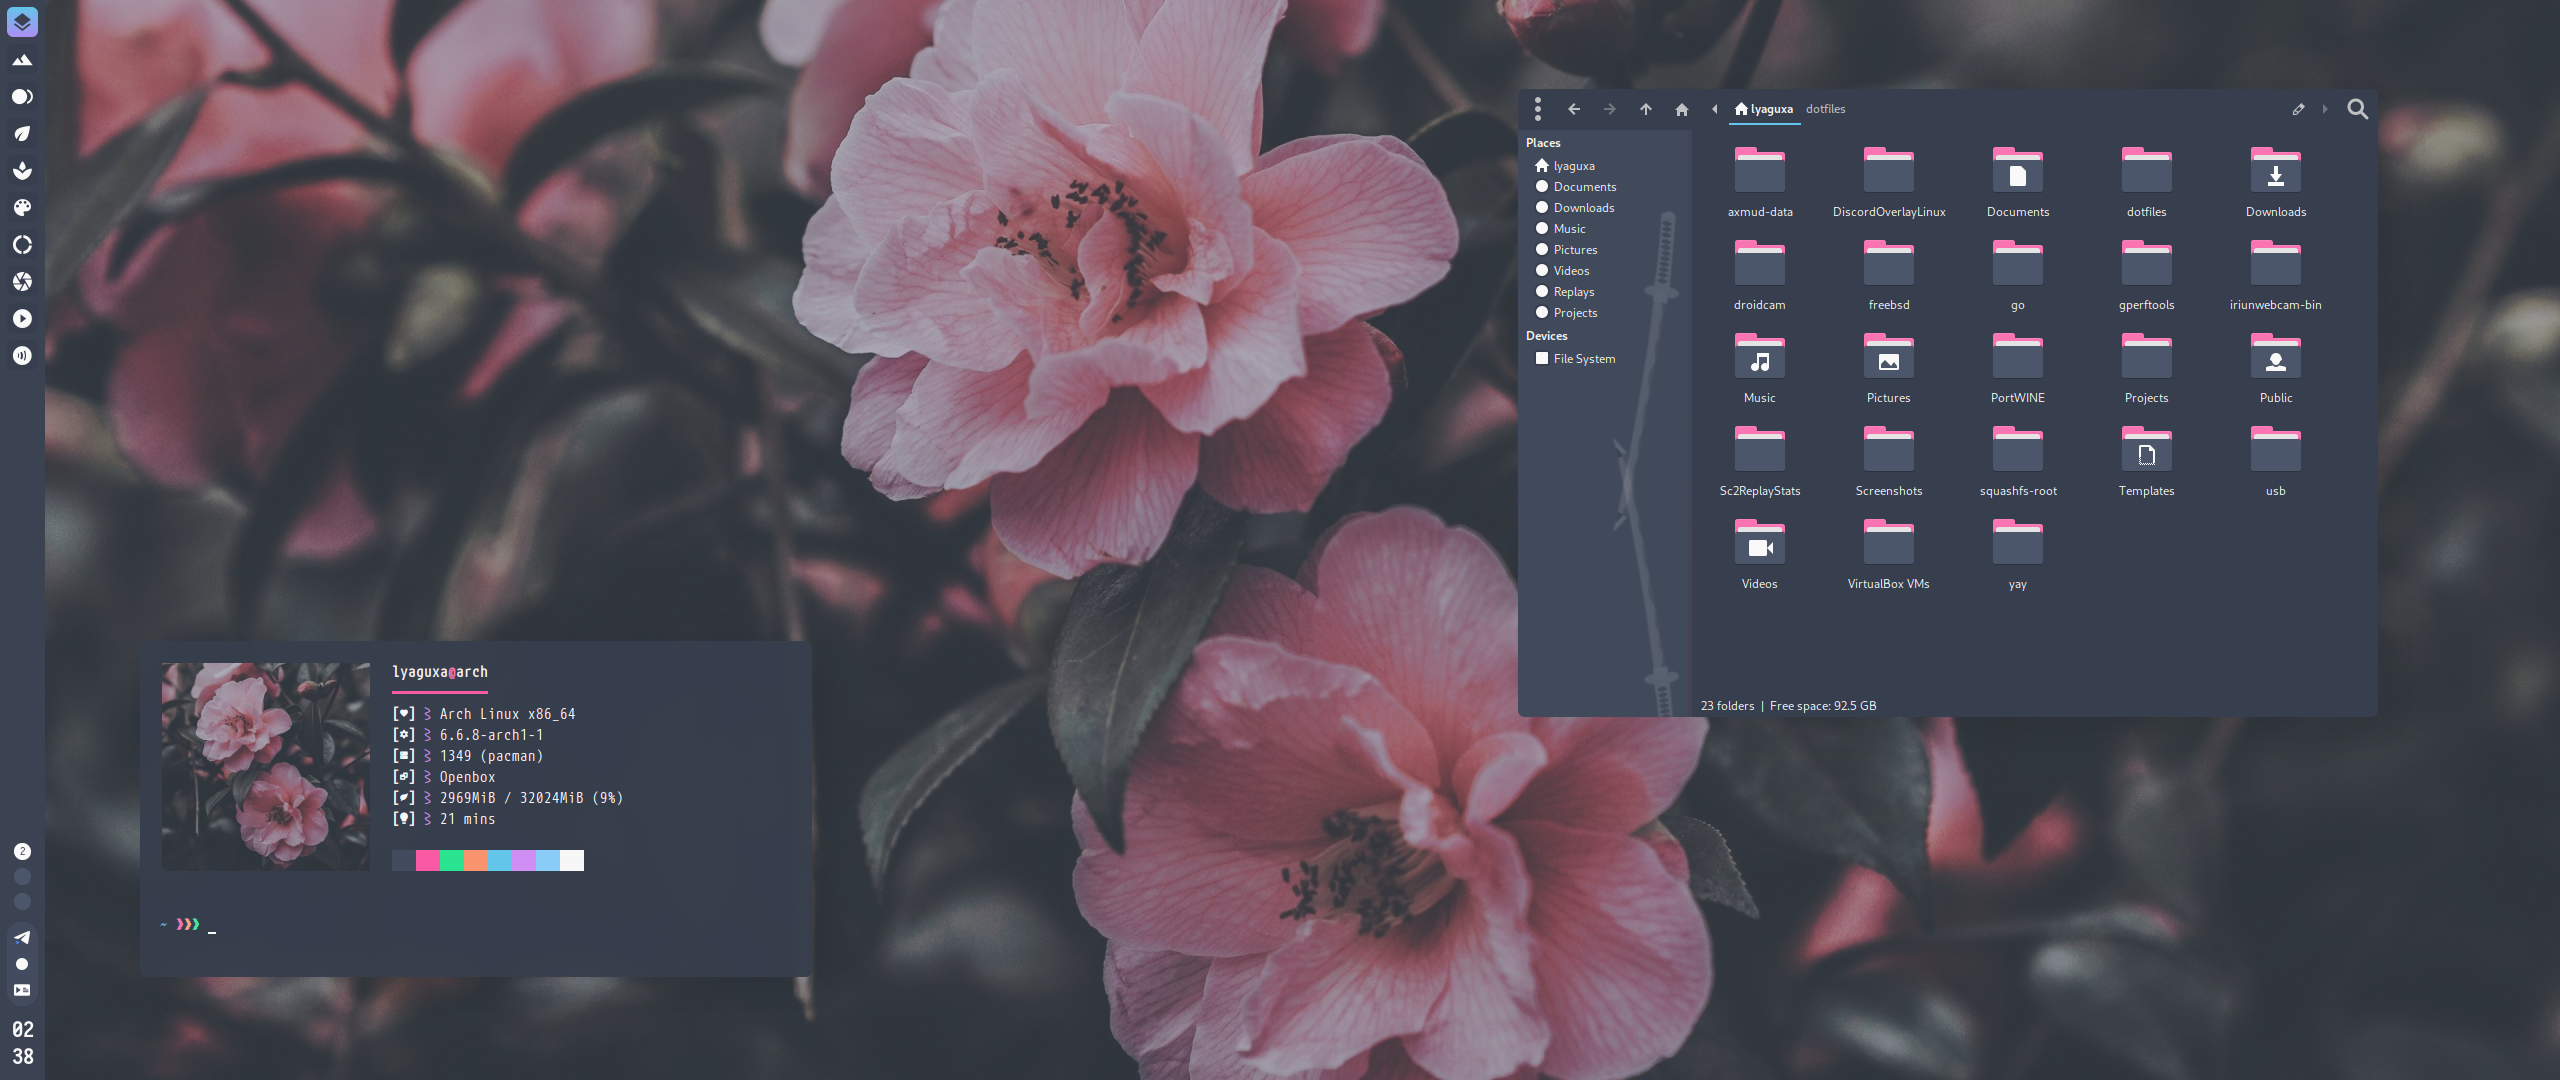 2
02
38
lyaguxa@arch
Arch Linux x86_64
6.6.8-arch1-1
1349 (pacman)
Openbox
2969MiB / 32024MiB (9%)
21 mins
~ ❯❯❯ _
lyaguxa dotfiles
Places
lyaguxa
Documents
Downloads
Music
Pictures
Videos
Replays
Projects
Devices
File System
axmud-data DiscordOverlayLinux Documents dotfiles Downloads
droidcam freebsd go gperftools iriunwebcam-bin
Music Pictures PortWINE Projects Public
Sc2ReplayStats Screenshots squashfs-root Templates usb
Videos VirtualBox VMs yay
23 folders | Free space: 92.5 GB